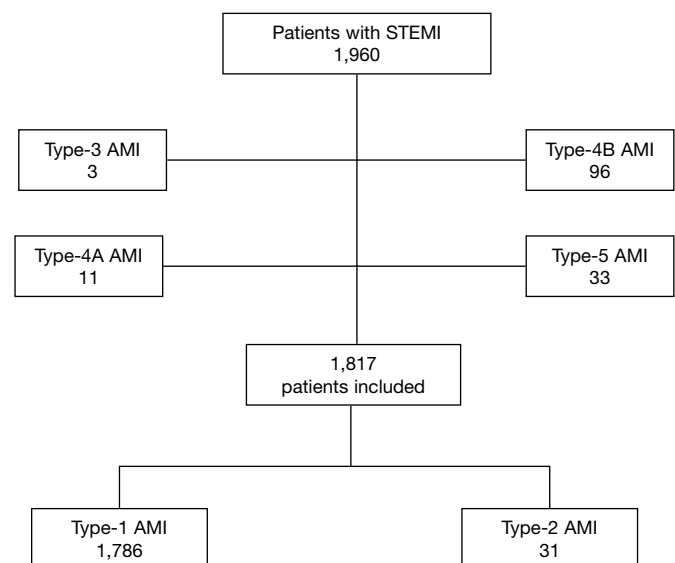 Patients with STEMI
1,960
Type-3 AMI
3
Type-4B AMI
96
Type-4A AMI
11
Type-5 AMI
33
1,817
patients included
Type-1 AMI
1,786
Type-2 AMI
31